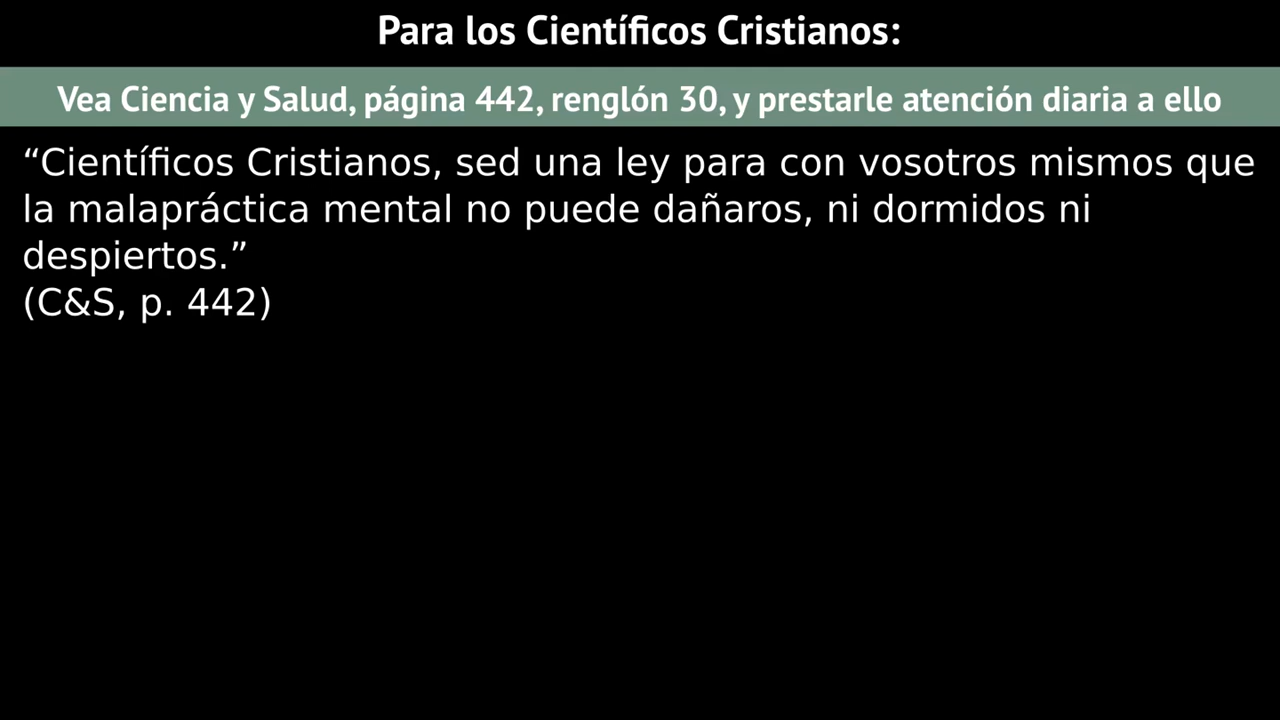 Para los Científicos Cristianos:
Vea Ciencia y Salud, página 442, renglón 30, y prestarle atención diaria a ello
“Científicos Cristianos, sed una ley para con vosotros mismos que
la malapráctica mental no puede dañaros, ni dormidos ni
despiertos.”
(C&S, p. 442)